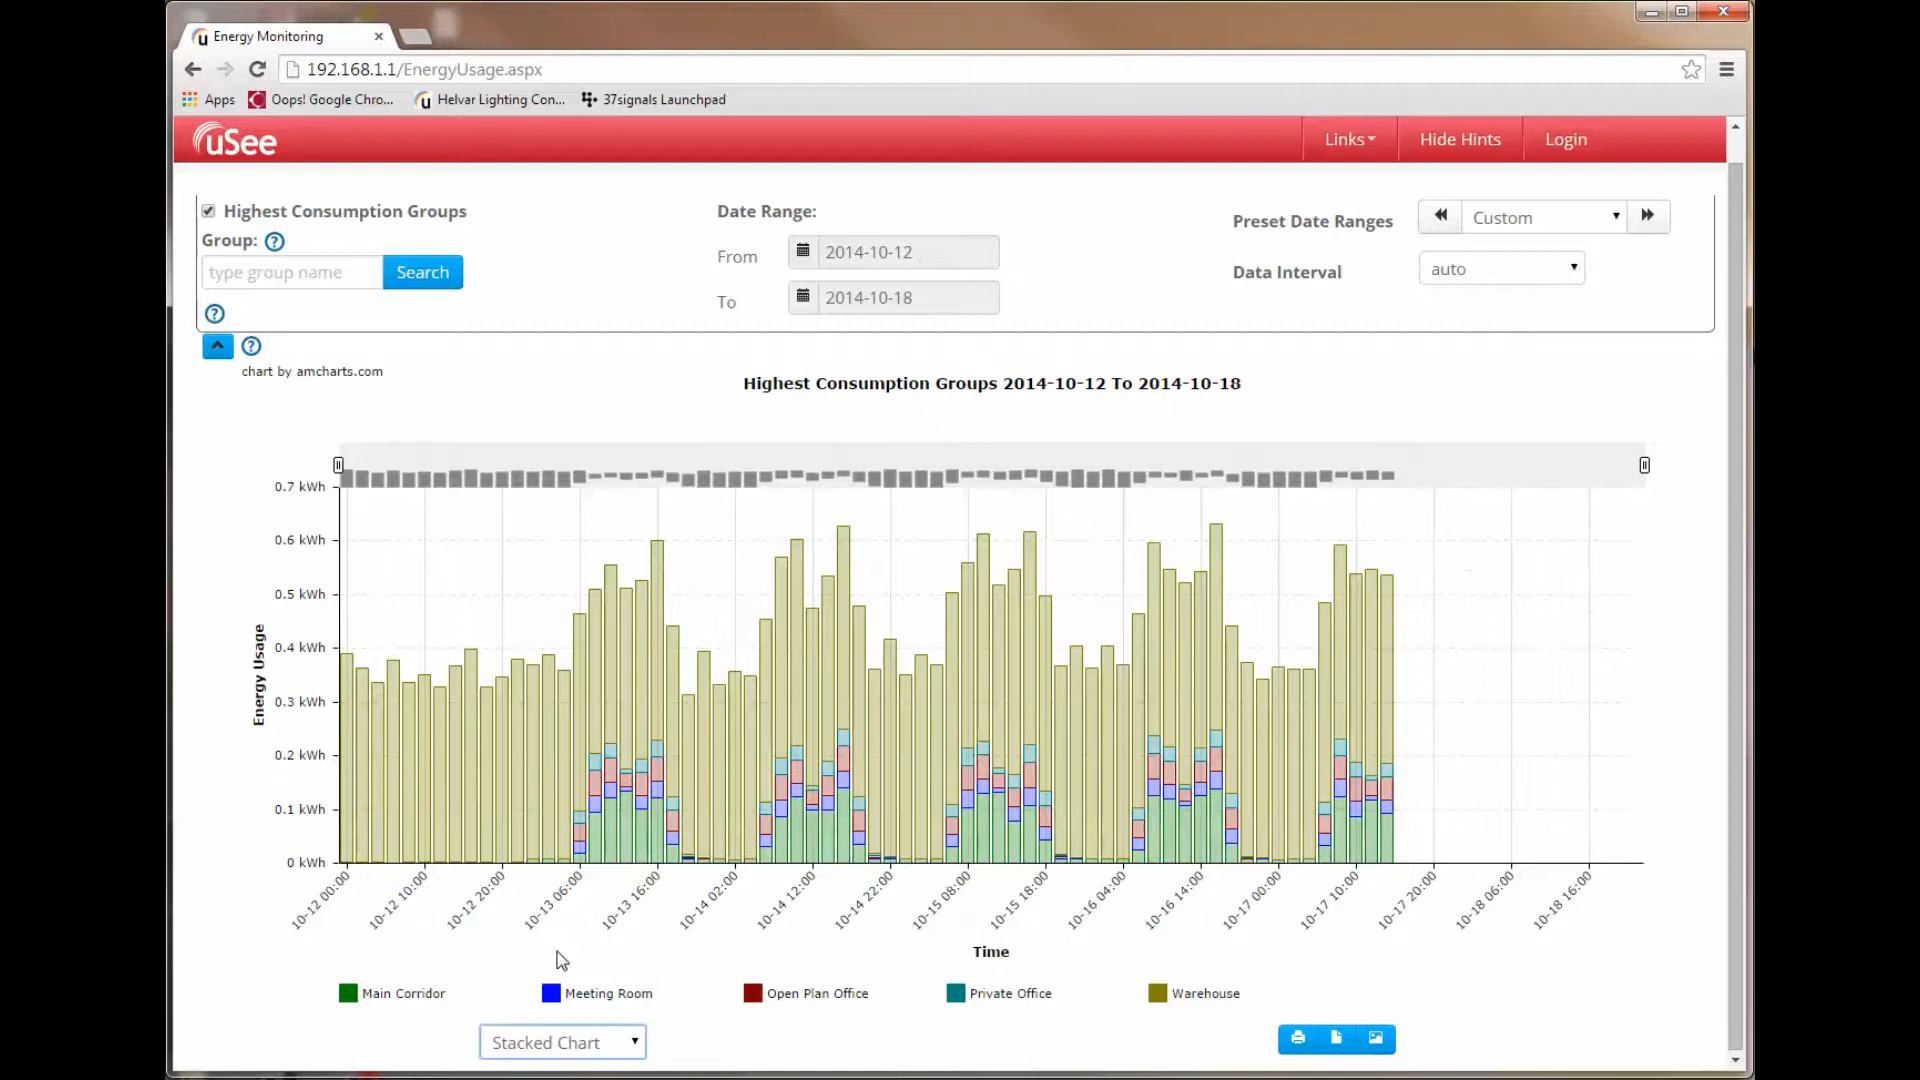 Energy Monitoring
192.168.1.1/EnergyUsage.aspx
Apps
Oops! Google Chro...
Helvar Lighting Con...
37signals Launchpad
uSee
Links
Hide Hints
Login
Highest Consumption Groups
Group:
type group name
Search
Date Range:
From
2014-10-12
To
2014-10-18
Preset Date Ranges
Custom
Data Interval
auto
chart by amcharts.com
Highest Consumption Groups 2014-10-12 To 2014-10-18
0.7 kWh
0.6 kWh
0.5 kWh
0.4 kWh
0.3 kWh
0.2 kWh
0.1 kWh
0 kWh
Energy Usage
10-12 00:00
10-12 10:00
10-12 20:00
10-13 06:00
10-13 16:00
10-14 02:00
10-14 12:00
10-14 22:00
10-15 08:00
10-15 18:00
10-16 04:00
10-16 14:00
10-17 00:00
10-17 10:00
10-17 20:00
10-18 06:00
10-18 16:00
Time
Main Corridor
Meeting Room
Open Plan Office
Private Office
Warehouse
Stacked Chart